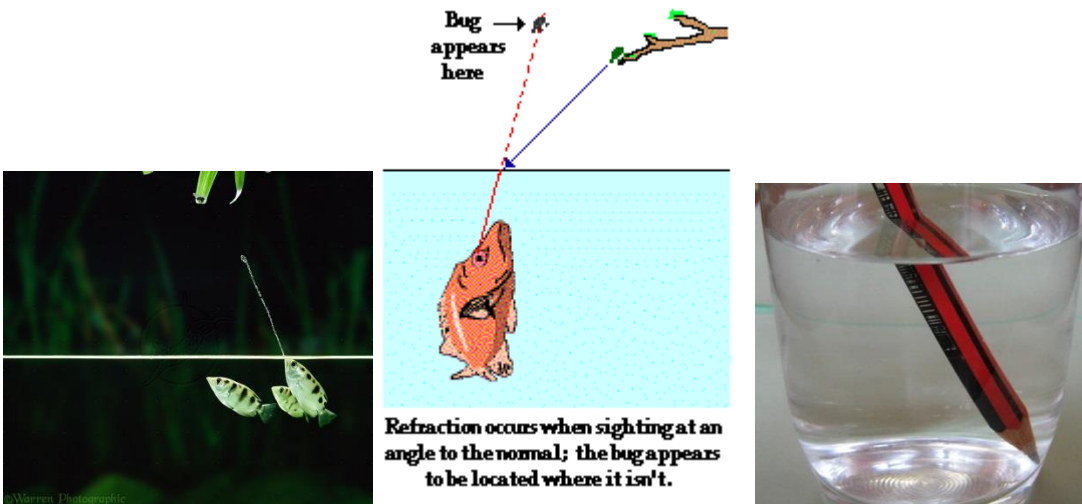 Bug
appears
here
Refraction occurs when sighting at an
angle to the normal; the bug appears
to be located where it isn't.
©Warren Photographic